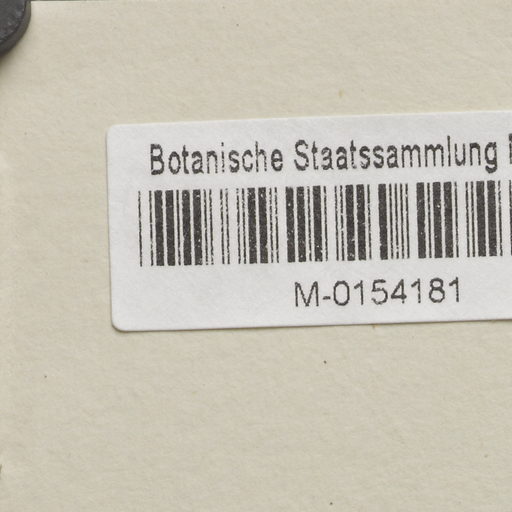 Botanische Staatssammlung
M-0154181